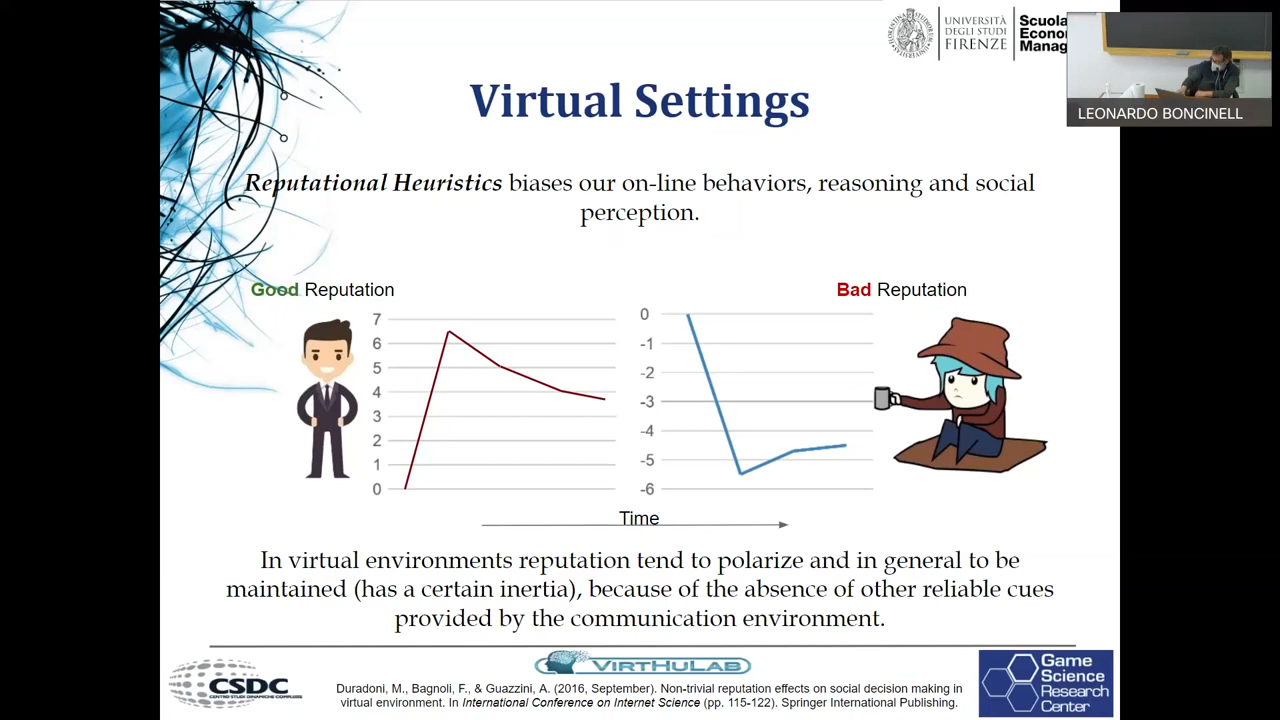 UNIVERSITÀ
DEGLI STUDI
FIRENZE
Scuola
Econo
Manag
LEONARDO BONCINELL
Virtual Settings
Reputational Heuristics biases our on-line behaviors, reasoning and social
perception.
Good Reputation
Bad Reputation
7
6
5
4
3
2
1
0
0
-1
-2
-3
-4
-5
-6
Time
In virtual environments reputation tend to polarize and in general to be
maintained (has a certain inertia), because of the absence of other reliable cues
provided by the communication environment.
CSDC
CENTRO STUDI DINAMICHE COMPLESSE
VIRTHULAB
Duradoni, M., Bagnoli, F., & Guazzini, A. (2016, September). Non-trivial reputation effects on social decision making in
virtual environment. In International Conference on Internet Science (pp. 115-122). Springer International Publishing.
Game
Science
Research
Center